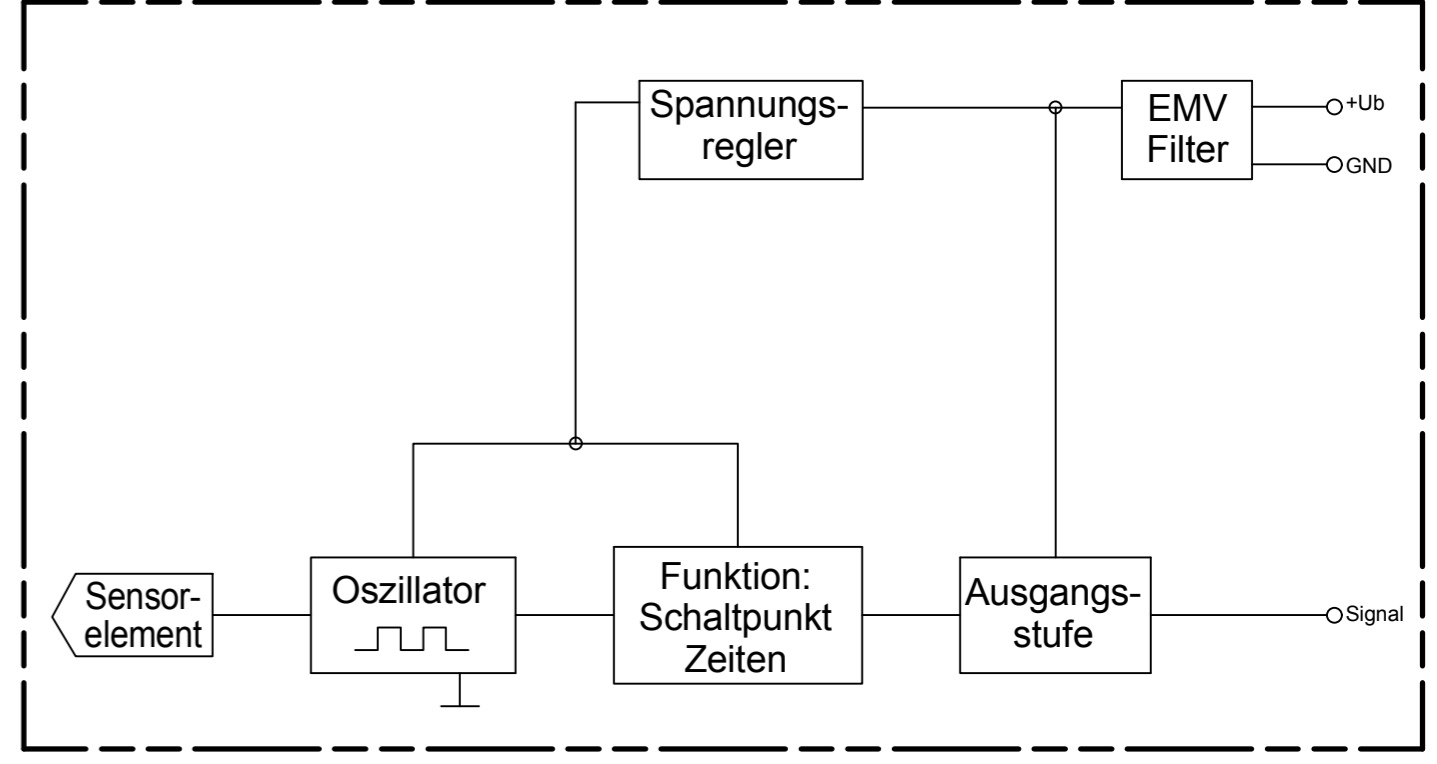 Spannungs-
regler
EMV
Filter
+Ub
GND
Sensor-
element
Oszillator
Funktion:
Schaltpunkt
Zeiten
Ausgangs-
stufe
Signal